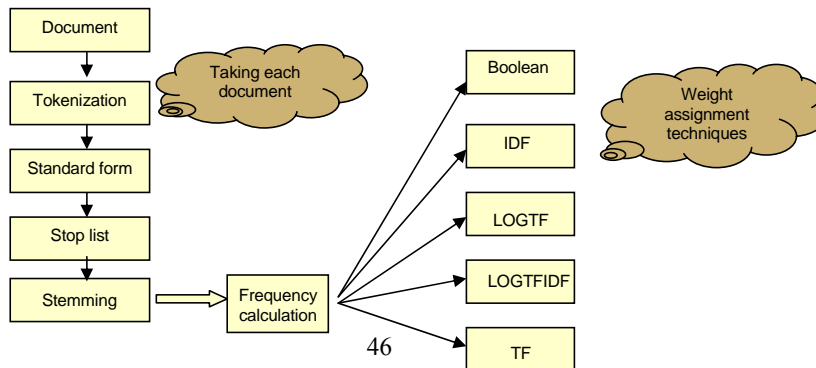 Document
Tokenization
Standard form
Stop list
Stemming
Taking each
document
Frequency
calculation
46
Boolean
IDF
LOGTF
LOGTFIDF
TF
Weight
assignment
techniques